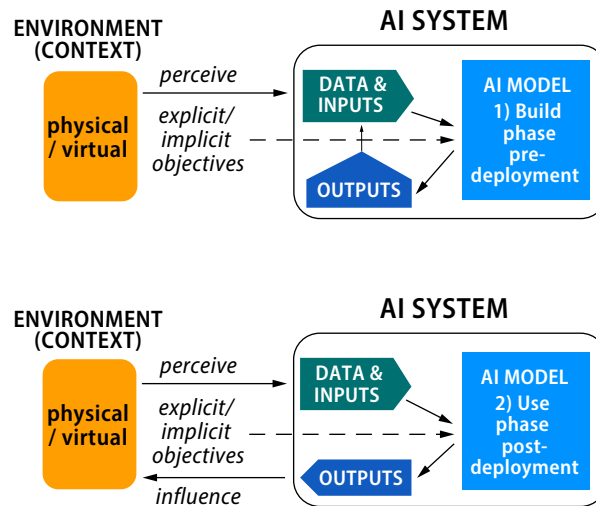 AI SYSTEM
ENVIRONMENT
(CONTEXT)
perceive
explicit/
implicit
objectives
physical
/ virtual
DATA &
INPUTS
OUTPUTS
AI MODEL
1) Build
phase
pre-
deployment
AI SYSTEM
ENVIRONMENT
(CONTEXT)
perceive
explicit/
implicit
objectives
influence
physical
/ virtual
DATA &
INPUTS
OUTPUTS
AI MODEL
2) Use
phase
post-
deployment